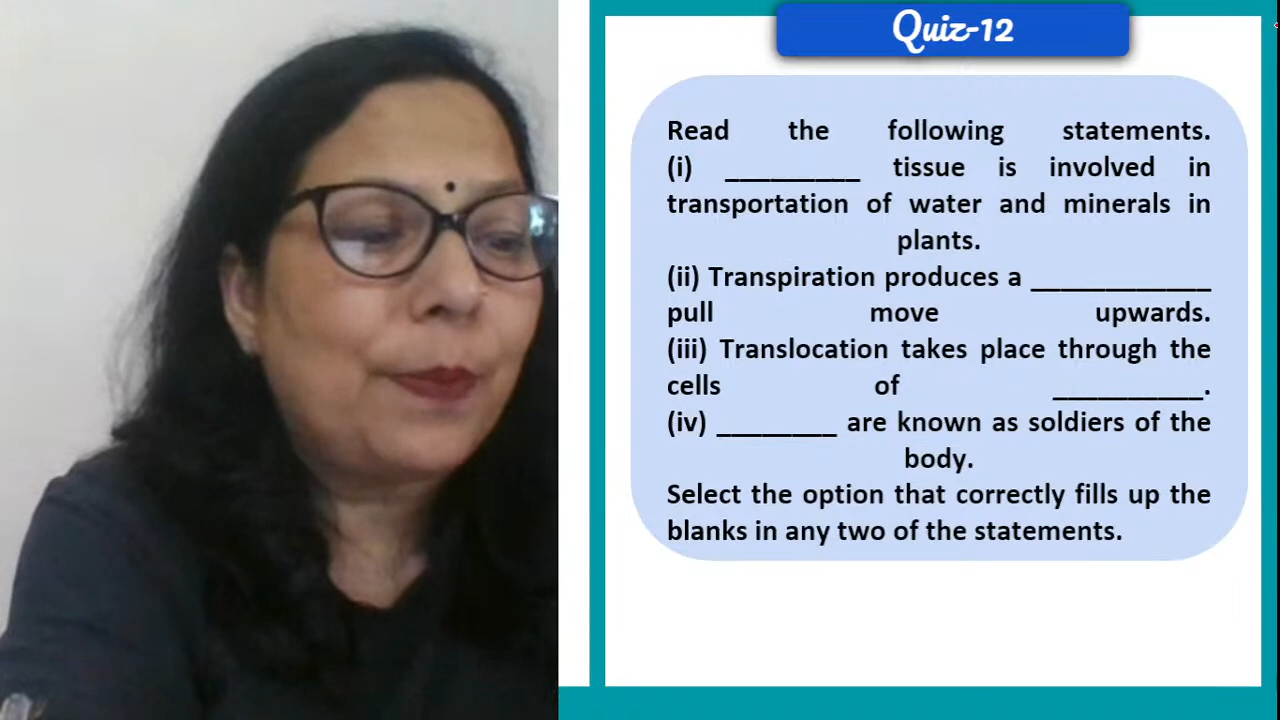 Quiz-12
Read the following statements.
(i) _________ tissue is involved in
transportation of water and minerals in
plants.
(ii) Transpiration produces a ____________
pull move upwards.
(iii) Translocation takes place through the
cells of __________.
(iv) ________ are known as soldiers of the
body.
Select the option that correctly fills up the
blanks in any two of the statements.